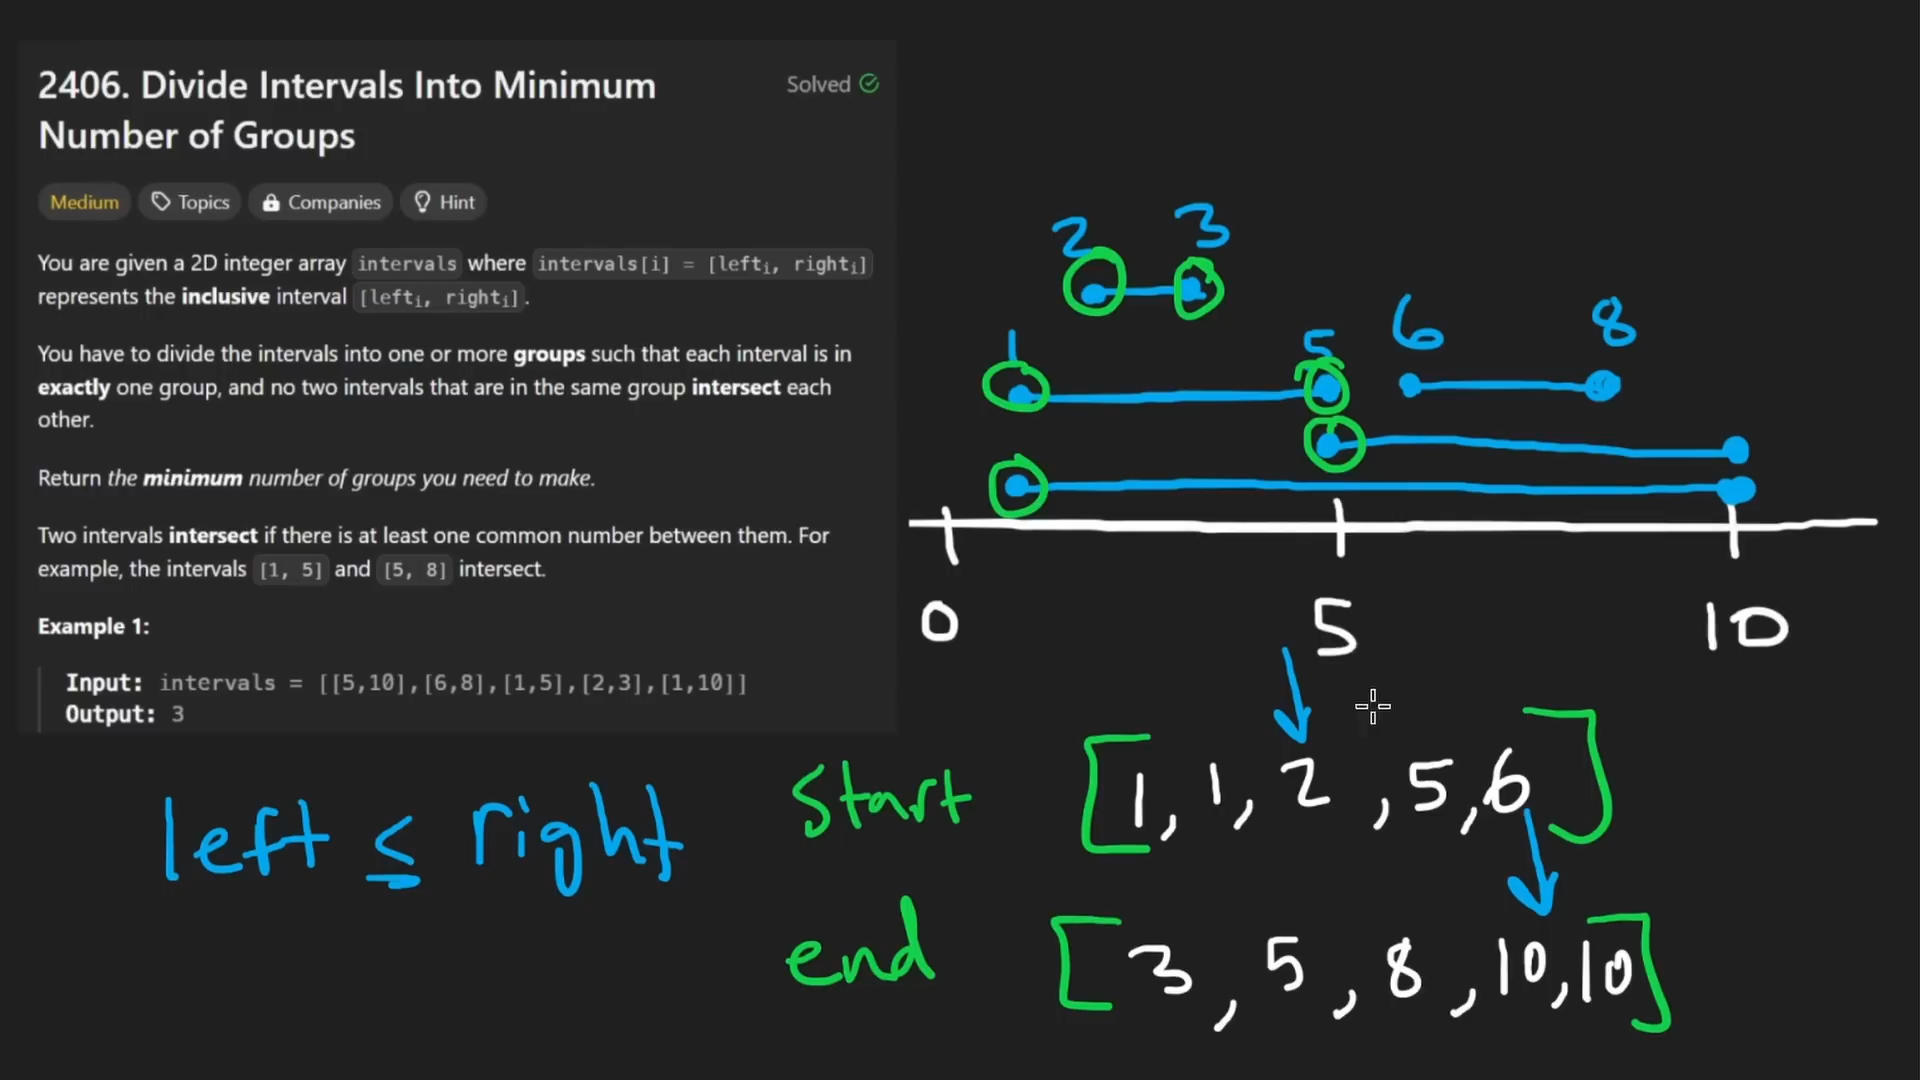 2406. Divide Intervals Into Minimum
Number of Groups
Solved
Medium
Topics
Companies
Hint
You are given a 2D integer array intervals where intervals[i] = [leftᵢ, rightᵢ]
represents the inclusive interval [leftᵢ, rightᵢ].
You have to divide the intervals into one or more groups such that each interval is in
exactly one group, and no two intervals that are in the same group intersect each
other.
Return the minimum number of groups you need to make.
Two intervals intersect if there is at least one common number between them. For
example, the intervals [1, 5] and [5, 8] intersect.
Example 1:
Input: intervals = [[5,10],[6,8],[1,5],[2,3],[1,10]]
Output: 3
2 3
1 5 6 8
0 5 10
left ≤ right
start [1, 1, 2, 5, 6]
end [3, 5, 8, 10, 10]